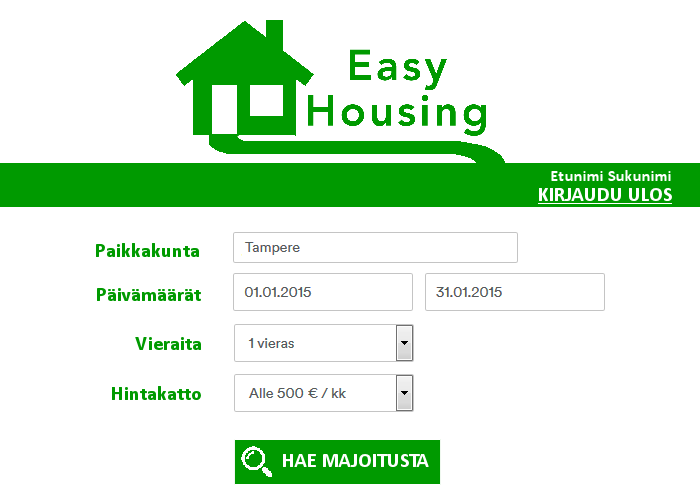 Easy
Housing
Etunimi Sukunimi
KIRJAUDU ULOS
Paikkakunta Tampere
Päivämäärät 01.01.2015 31.01.2015
Vieraita 1 vieras
Hintakatto Alle 500 € / kk
HAE MAJOITUSTA